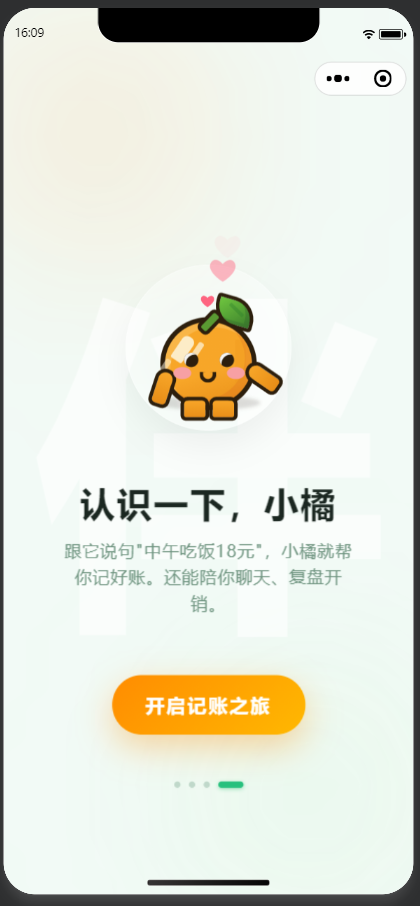 16:09
认识一下，小橘
跟它说句"中午吃饭18元"，小橘就帮
你记好账。还能陪你聊天、复盘开
销。
开启记账之旅